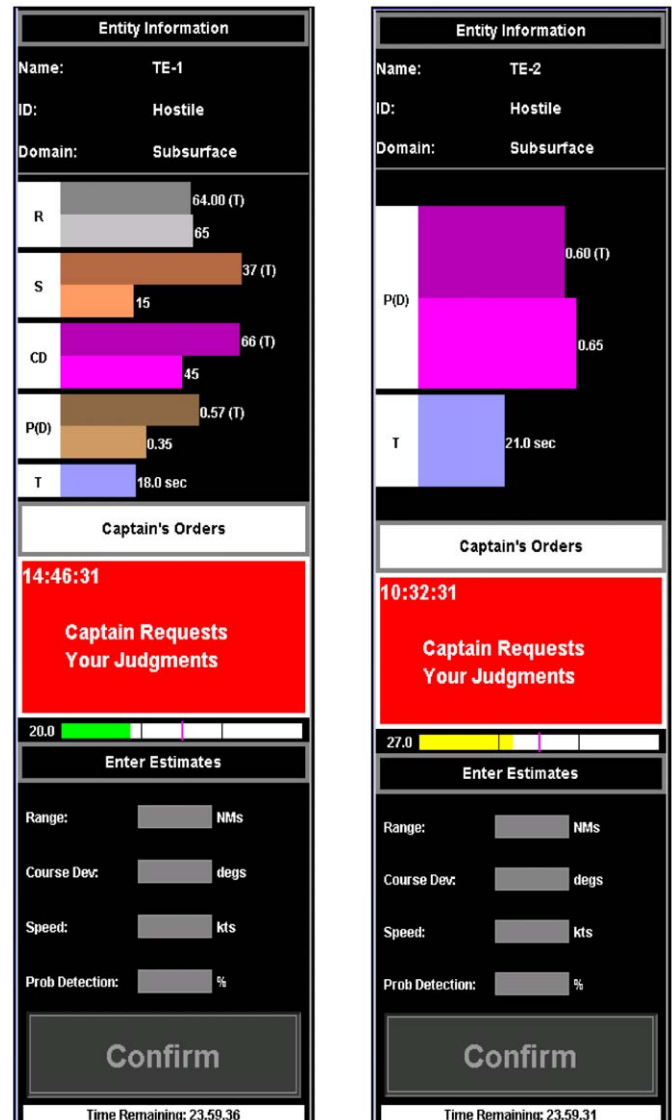 Entity Information
Name: TE-1
ID: Hostile
Domain: Subsurface
R
64.00 (T)
65
S
37 (T)
15
CD
66 (T)
45
P(D)
0.57 (T)
0.35
T
18.0 sec
Captain's Orders
14:46:31
Captain Requests
Your Judgments
20.0
Enter Estimates
Range: NMs
Course Dev: degs
Speed: kts
Prob Detection: %
Confirm
Time Remaining: 23.59.36
Entity Information
Name: TE-2
ID: Hostile
Domain: Subsurface
P(D)
0.60 (T)
0.65
T
21.0 sec
Captain's Orders
10:32:31
Captain Requests
Your Judgments
27.0
Enter Estimates
Range: NMs
Course Dev: degs
Speed: kts
Prob Detection: %
Confirm
Time Remaining: 23.59.31